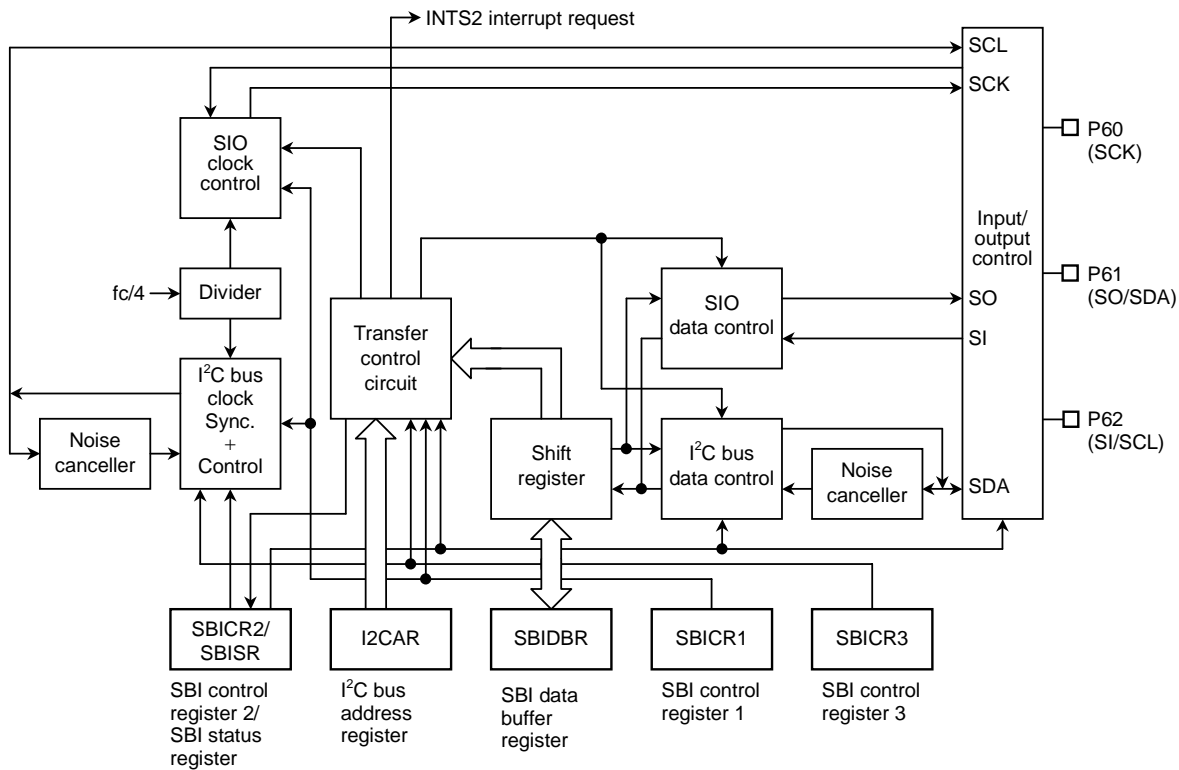 INTS2 interrupt request
SCL
SCK
SIO
clock
control
P60
(SCK)
Input/
output
control
fc/4
Divider
SIO
data control
SO
SI
P61
(SO/SDA)
Transfer
control
circuit
I²C bus
clock
Sync.
+
Control
Noise
canceller
Shift
register
I²C bus
data control
Noise
canceller
SDA
P62
(SI/SCL)
SBICR2/
SBISR
I2CAR
SBIDBR
SBICR1
SBICR3
SBI control
register 2/
SBI status
register
I²C bus
address
register
SBI data
buffer
register
SBI control
register 1
SBI control
register 3